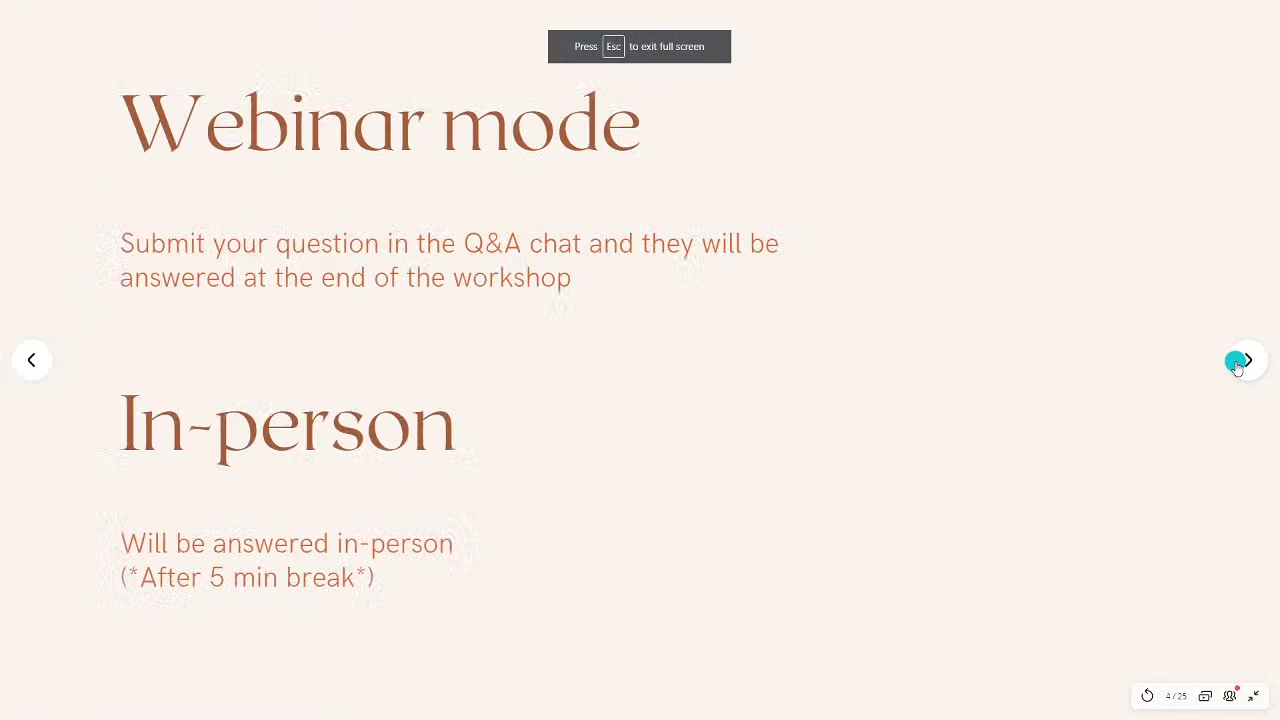 Press Esc to exit full screen
Webinar mode
Submit your question in the Q&A chat and they will be
answered at the end of the workshop
In-person
Will be answered in-person
(*After 5 min break*)
4 / 25